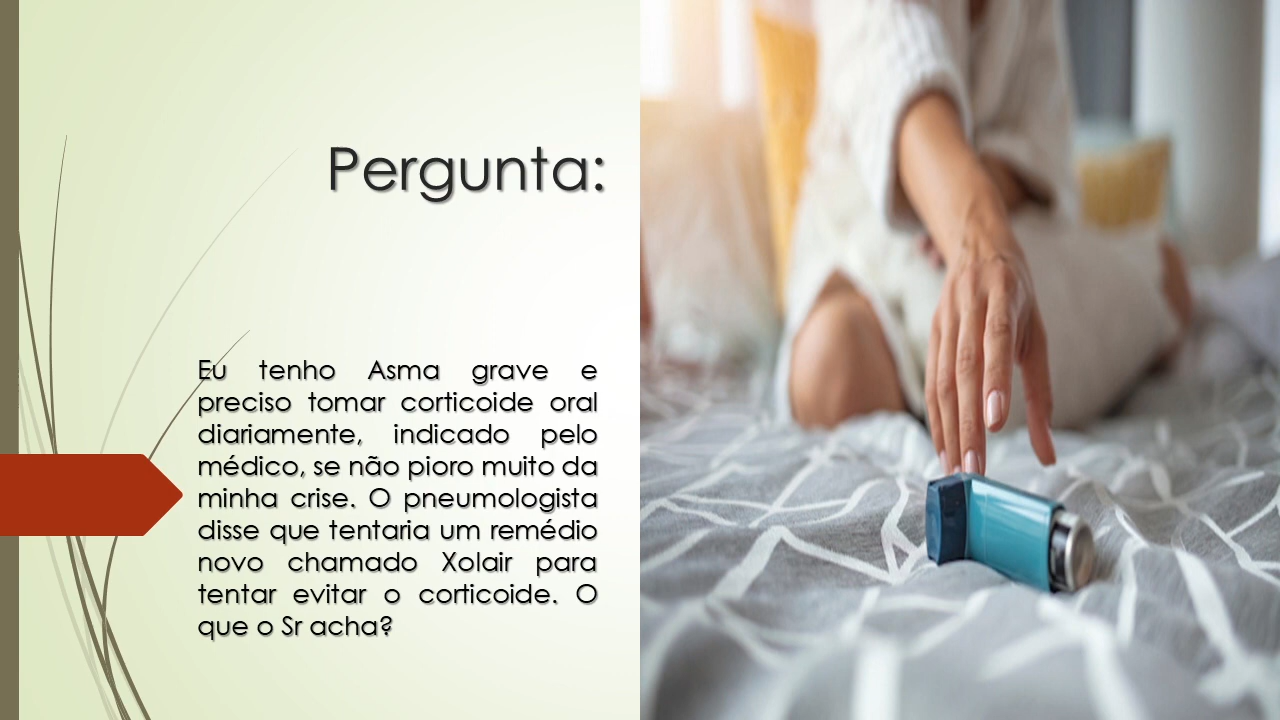 Pergunta:
Eu tenho Asma grave e
preciso tomar corticoide oral
diariamente, indicado pelo
médico, se não pioro muito da
minha crise. O pneumologista
disse que tentaria um remédio
novo chamado Xolair para
tentar evitar o corticoide. O
que o Sr acha?